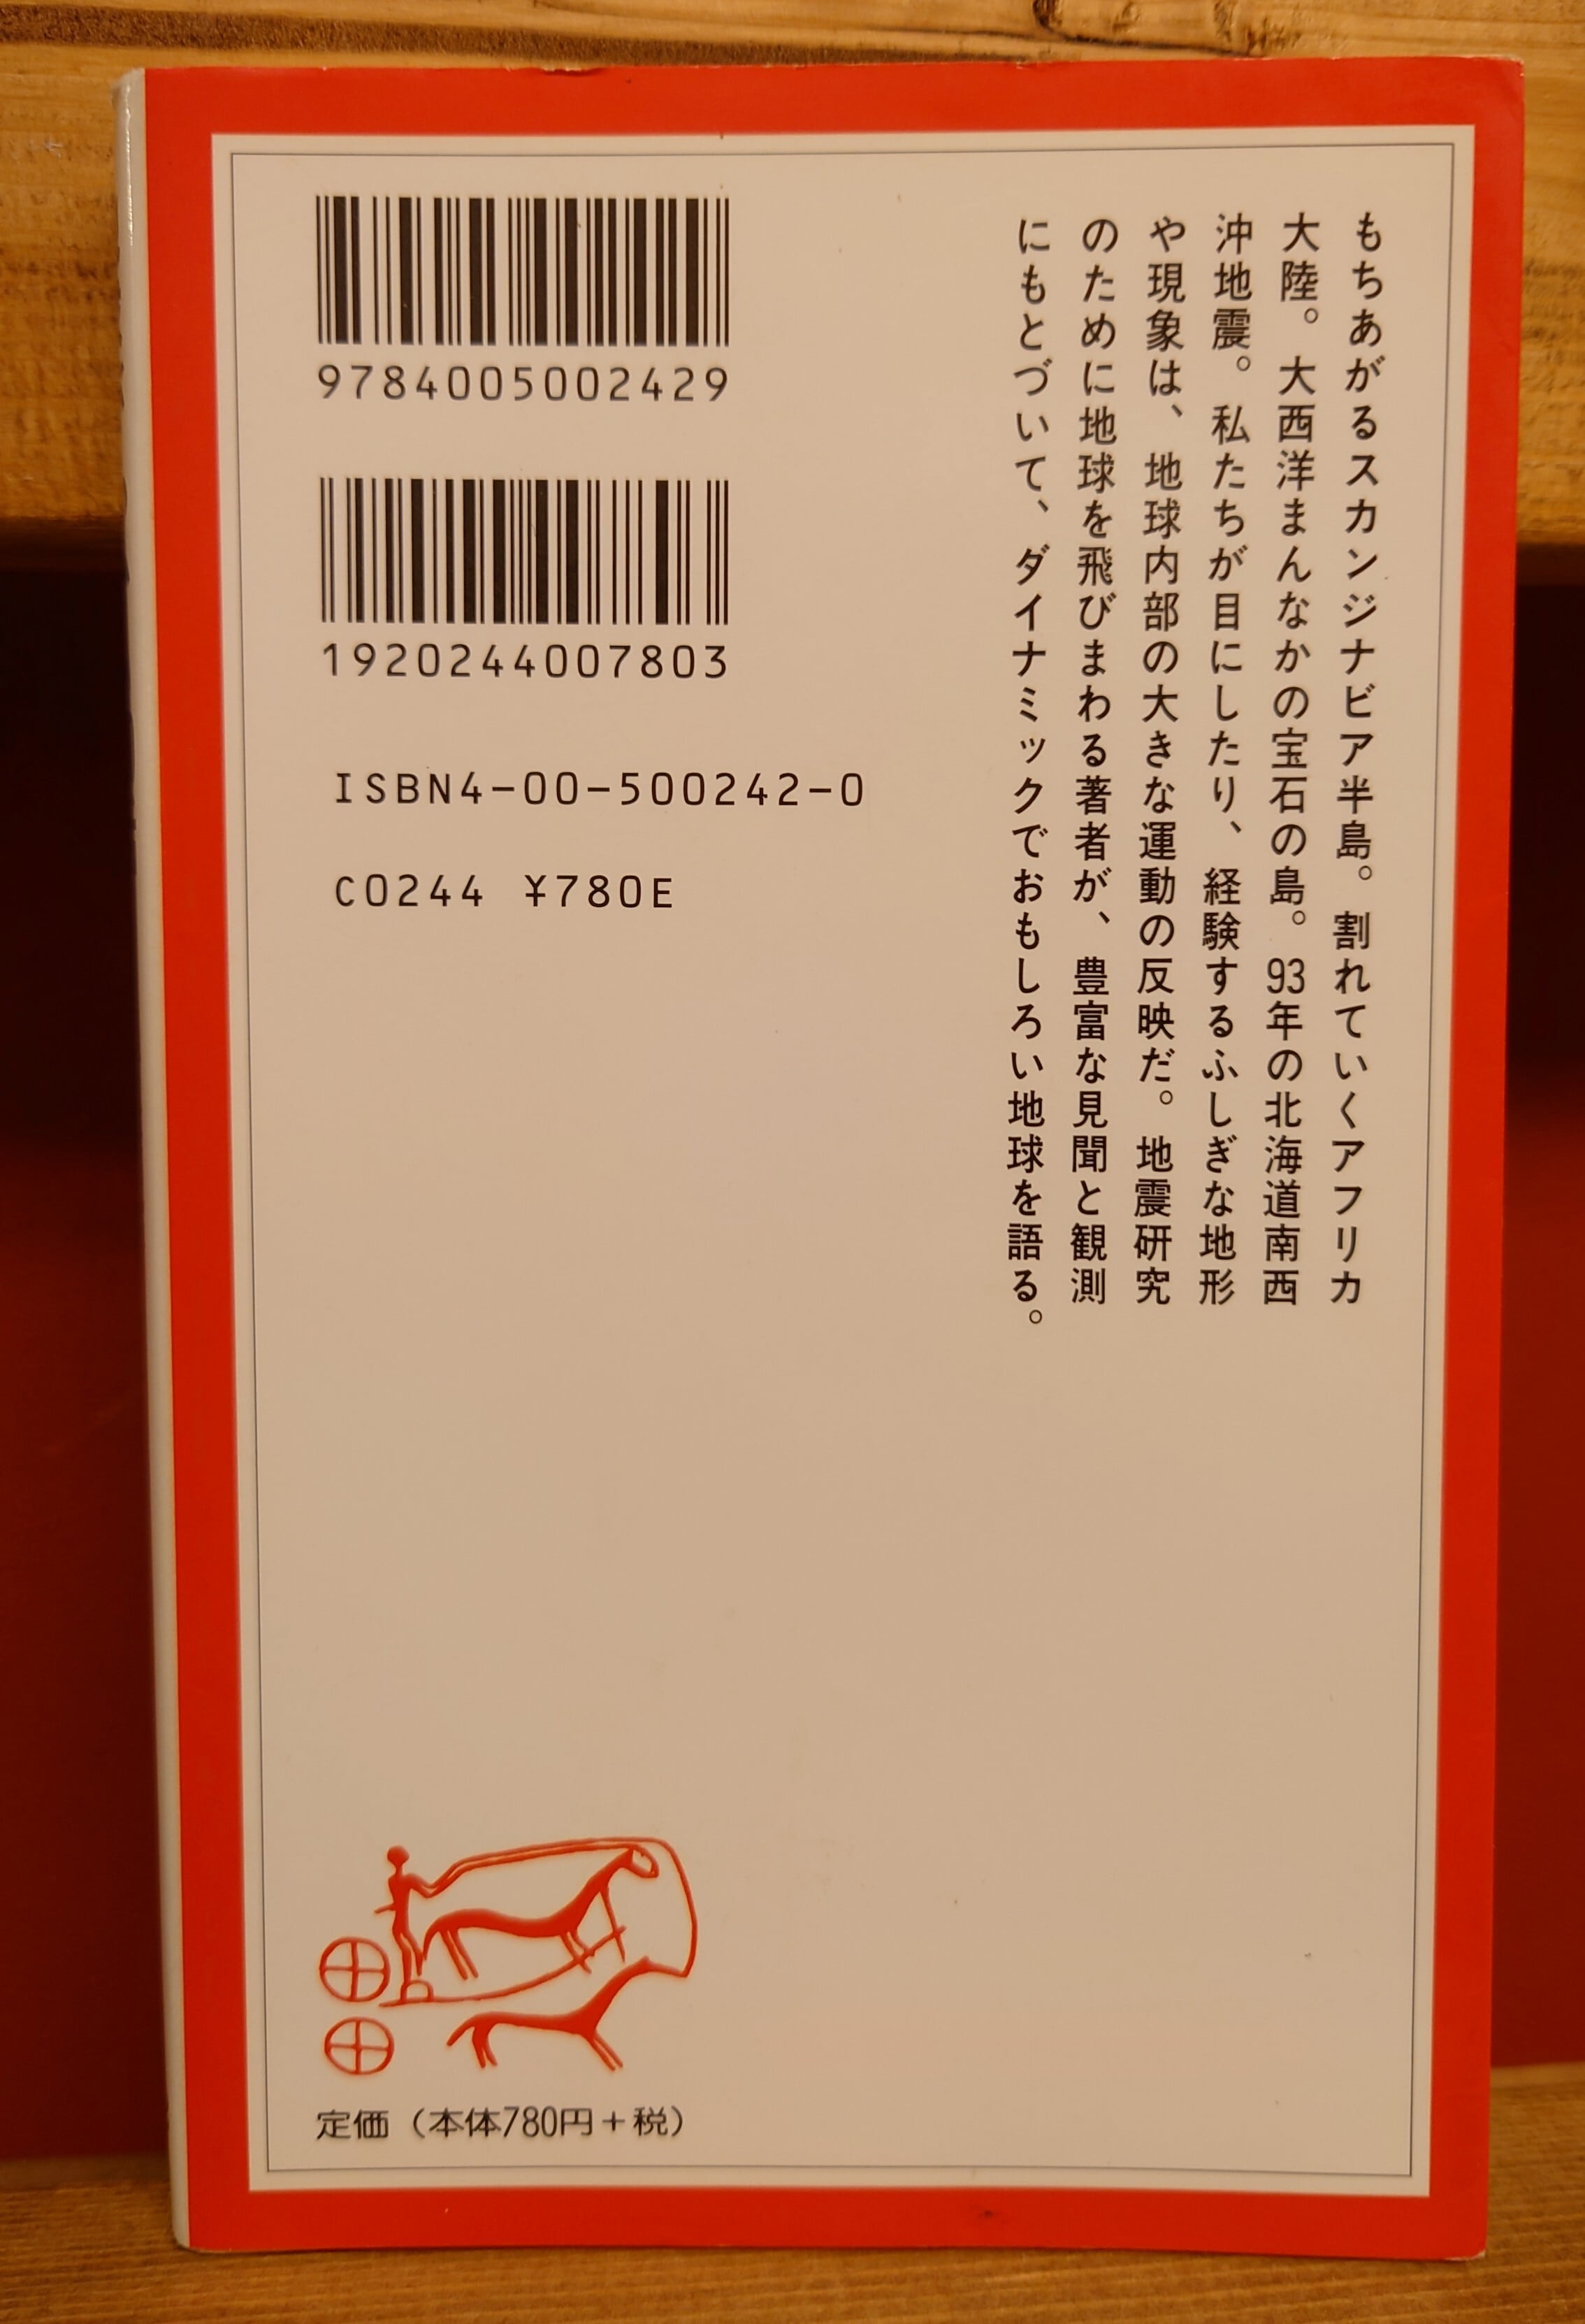 もちあがるスカンジナビア半島。割れていくアフリカ
大陸。大西洋まんなかの宝石の島。93年の北海道南西
沖地震。私たちが目にしたり、経験するふしぎな地形
や現象は、地球内部の大きな運動の反映だ。地震研究
のために地球を飛びまわる著者が、豊富な見聞と観測
にもとづいて、ダイナミックでおもしろい地球を語る。
9784005002429
1920244007803
ISBN4-00-500242-0
C0244 ¥780E
定価（本体780円＋税）